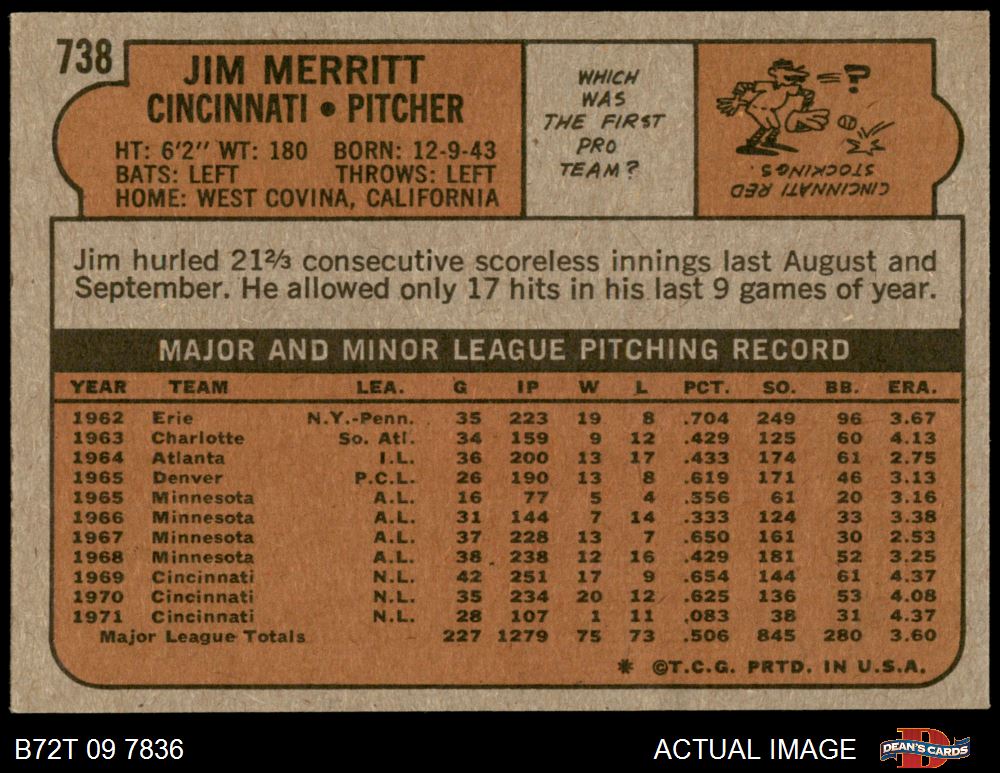 738
JIM MERRITT
CINCINNATI • PITCHER
HT: 6'2" WT: 180 BORN: 12-9-43
BATS: LEFT THROWS: LEFT
HOME: WEST COVINA, CALIFORNIA
WHICH
WAS
THE FIRST
PRO
TEAM?
?
CINCINNATI RED
STOCKINGS.
Jim hurled 21⅔ consecutive scoreless innings last August and
September. He allowed only 17 hits in his last 9 games of year.
MAJOR AND MINOR LEAGUE PITCHING RECORD
YEAR TEAM LEA. G IP W L PCT. SO. BB. ERA.
1962 Erie N.Y.-Penn. 35 223 19 8 .704 249 96 3.67
1963 Charlotte So. Atl. 34 159 9 12 .429 125 60 4.13
1964 Atlanta I.L. 36 200 13 17 .433 174 61 2.75
1965 Denver P.C.L. 26 190 13 8 .619 171 46 3.13
1965 Minnesota A.L. 16 77 5 4 .556 61 20 3.16
1966 Minnesota A.L. 31 144 7 14 .333 124 33 3.38
1967 Minnesota A.L. 37 228 13 7 .650 161 30 2.53
1968 Minnesota A.L. 38 238 12 16 .429 181 52 3.25
1969 Cincinnati N.L. 42 251 17 9 .654 144 61 4.37
1970 Cincinnati N.L. 35 234 20 12 .625 136 53 4.08
1971 Cincinnati N.L. 28 107 1 11 .083 38 31 4.37
Major League Totals 227 1279 75 73 .506 845 280 3.60
* ©T.C.G. PRTD. IN U.S.A.
B72T 09 7836 ACTUAL IMAGE DEAN'S CARDS